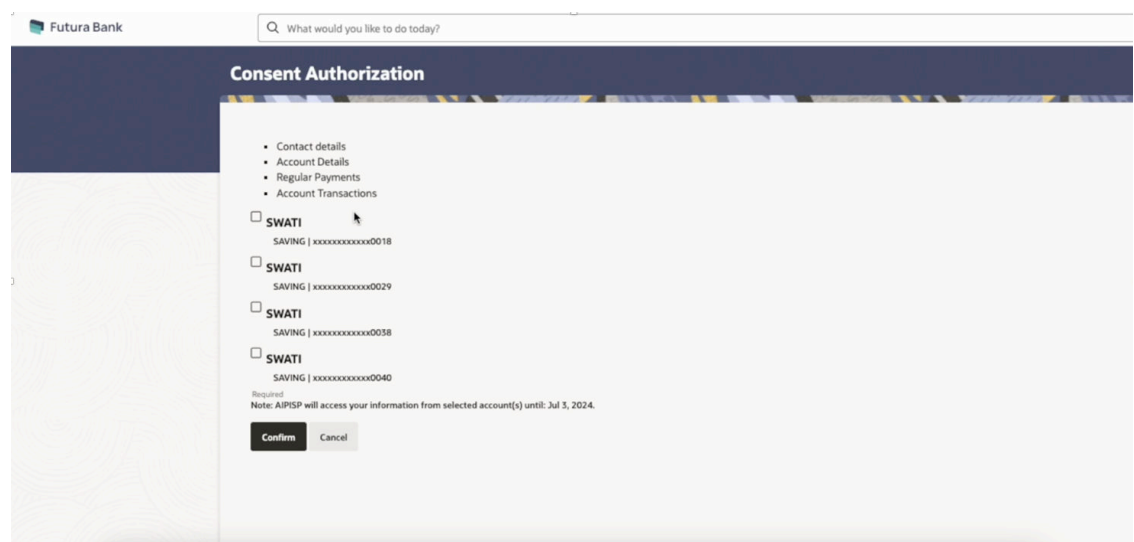 Futura Bank
What would you like to do today?
Consent Authorization
Contact details
Account Details
Regular Payments
Account Transactions
SWATI
SAVING | xxxxxxxxxxxx0018
SWATI
SAVING | xxxxxxxxxxxx0029
SWATI
SAVING | xxxxxxxxxxxx0038
SWATI
SAVING | xxxxxxxxxxxx0040
Required
Note: AIPISP will access your information from selected account(s) until: Jul 3, 2024.
Confirm Cancel